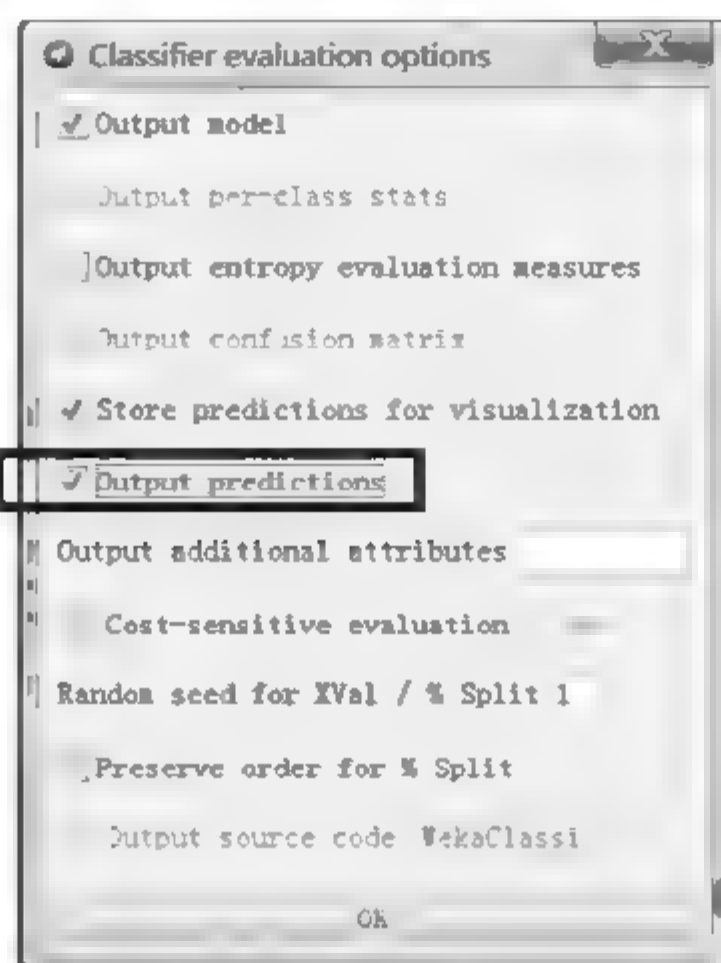 Classifier evaluation options
Output model
Output per-class stats
Output entropy evaluation measures
Output confusion matrix
Store predictions for visualization
Output predictions
Output additional attributes
Cost-sensitive evaluation
Random seed for XVal / % Split 1
Preserve order for % Split
Output source code WekaClassi
OK